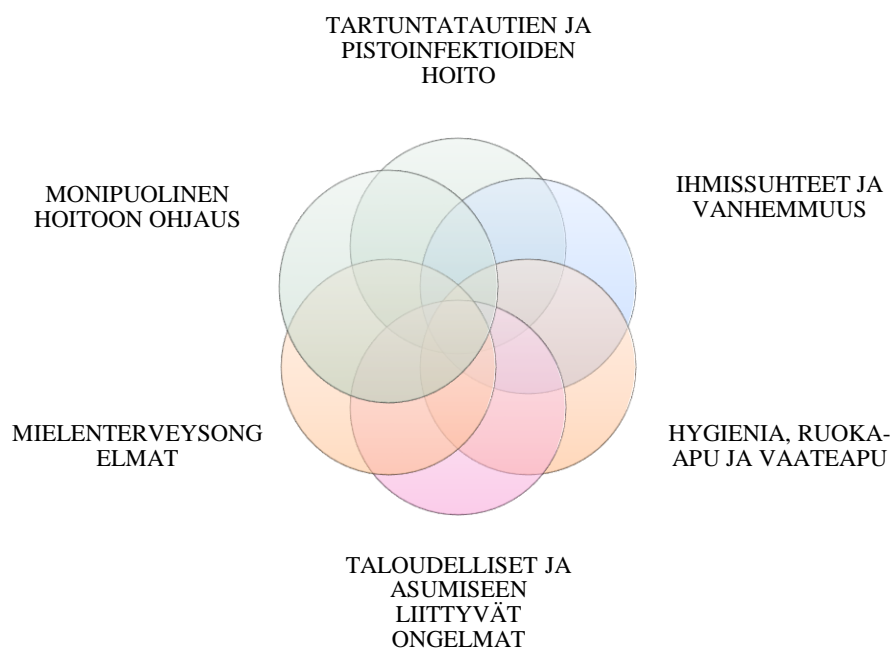 TARTUNTATAUTIEN JA
PISTOINFEKTIOIDEN
HOITO
IHMISSUHTEET JA
VANHEMMUUS
HYGIENIA, RUOKA-
APU JA VAATEAPU
TALOUDELLISET JA
ASUMISEEN
LIITTYVÄT
ONGELMAT
MIELENTERVEYSONG
ELMAT
MONIPUOLINEN
HOITOON OHJAUS